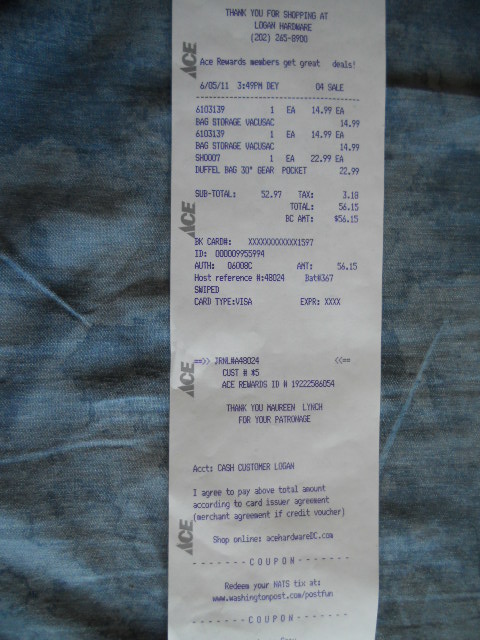 THANK YOU FOR SHOPPING AT
LOGAN HARDWARE
(202) 265-8900
ACE
Ace Rewards members get great deals!
6/05/11 3:49PM DEY 04 SALE
6103139 1 EA 14.99 EA
BAG STORAGE VACUSAC 14.99
6103139 1 EA 14.99 EA
BAG STORAGE VACUSAC 14.99
SH0007 1 EA 22.99 EA
DUFFEL BAG 30" GEAR POCKET 22.99
SUB-TOTAL: 52.97 TAX: 3.18
TOTAL: 56.15
BC AMT: $56.15
ACE
BK CARD#: XXXXXXXXXXXX1597
ID: 000009955994
AUTH: 06008C AMT: 56.15
Host reference #:48024 Bat#367
SWIPED
CARD TYPE:VISA EXPR: XXXX
==>> JRNL#A48024 <<==
CUST # *5
ACE
ACE REWARDS ID # 19222586054
THANK YOU MAUREEN LYNCH
FOR YOUR PATRONAGE
Acct: CASH CUSTOMER LOGAN
I agree to pay above total amount
according to card issuer agreement
(merchant agreement if credit voucher)
ACE
Shop online: acehardwareDC.com
- - - - - - - C O U P O N - - - - - - -
Redeem your NATS tix at:
www.washingtonpost.com/postfun
- - - - - - - C O U P O N - - - - - - -